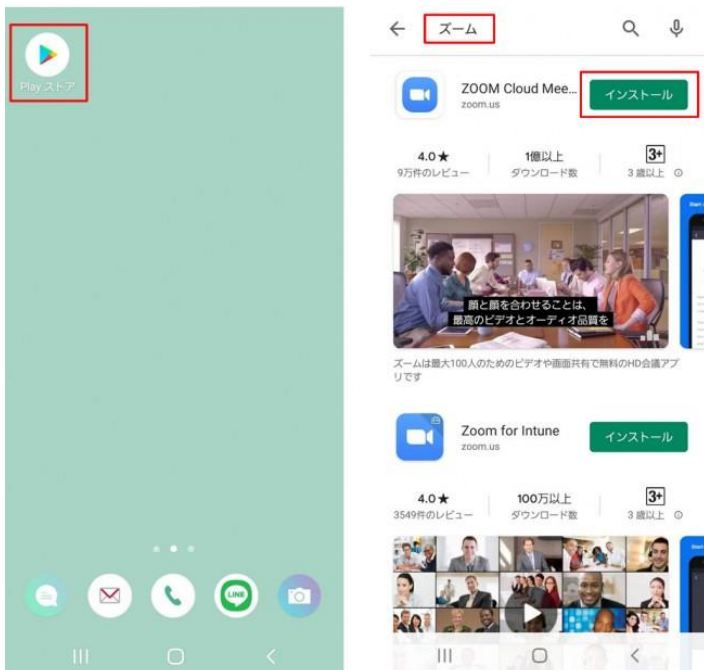 Play ストア
LINE
ズーム
ZOOM Cloud Mee...
zoom.us
インストール
4.0★
9万件のレビュー
1億以上
ダウンロード数
3+
3 歳以上
顔と顔を合わせることは、
最高のビデオとオーディオ品質を
ズームは最大100人のためのビデオや画面共有で無料のHD会議アプ
リです
Zoom for Intune
zoom.us
インストール
4.0★
3549件のレビュー
100万以上
ダウンロード数
3+
3 歳以上